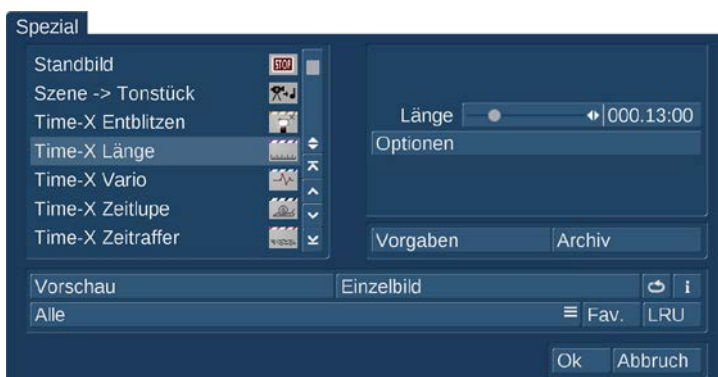 Spezial
Standbild
STOP
Szene -> Tonstück
Time-X Entblitzen
Time-X Länge
Time-X Vario
Time-X Zeitlupe
Time-X Zeitraffer
Länge 000.13:00
Optionen
Vorgaben Archiv
Vorschau Einzelbild i
Alle Fav. LRU
Ok Abbruch